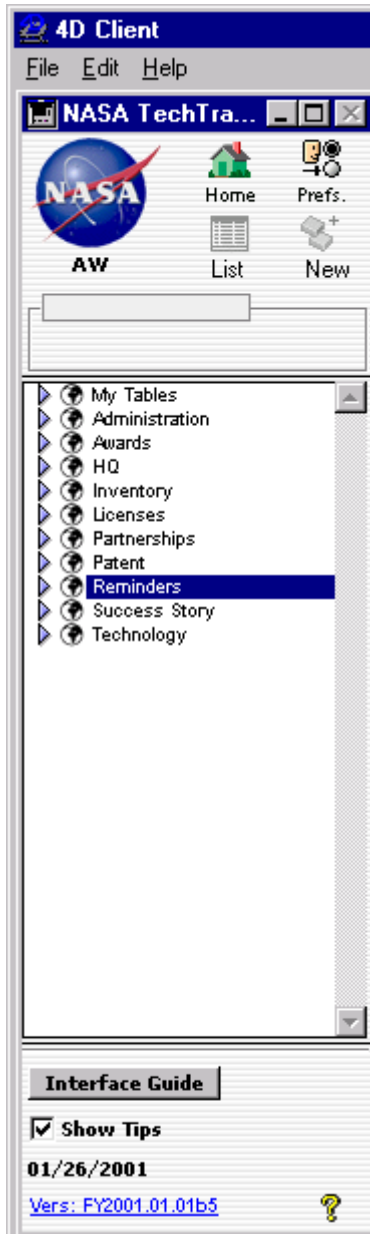 4D Client
File Edit Help
NASA TechTra...
NASA
Home Prefs.
AW
List New
My Tables
Administration
Awards
HQ
Inventory
Licenses
Partnerships
Patent
Reminders
Success Story
Technology
Interface Guide
Show Tips
01/26/2001
Vers: FY2001.01.01b5